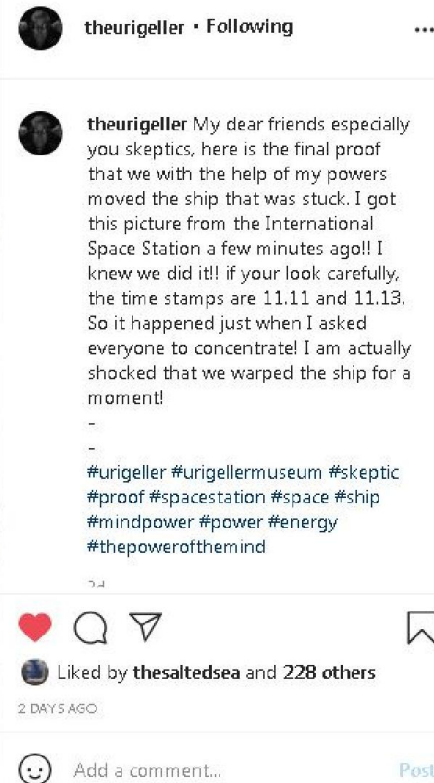 theurigeller • Following
theurigeller My dear friends especially
you skeptics, here is the final proof
that we with the help of my powers
moved the ship that was stuck. I got
this picture from the International
Space Station a few minutes ago!! I
knew we did it!! if your look carefully,
the time stamps are 11.11 and 11.13.
So it happened just when I asked
everyone to concentrate! I am actually
shocked that we warped the ship for a
moment!
-
-
#urigeller #urigellermuseum #skeptic
#proof #spacestation #space #ship
#mindpower #power #energy
#thepowerofthemind
2d
Liked by thesaltedsea and 228 others
2 DAYS AGO
Add a comment...
Post